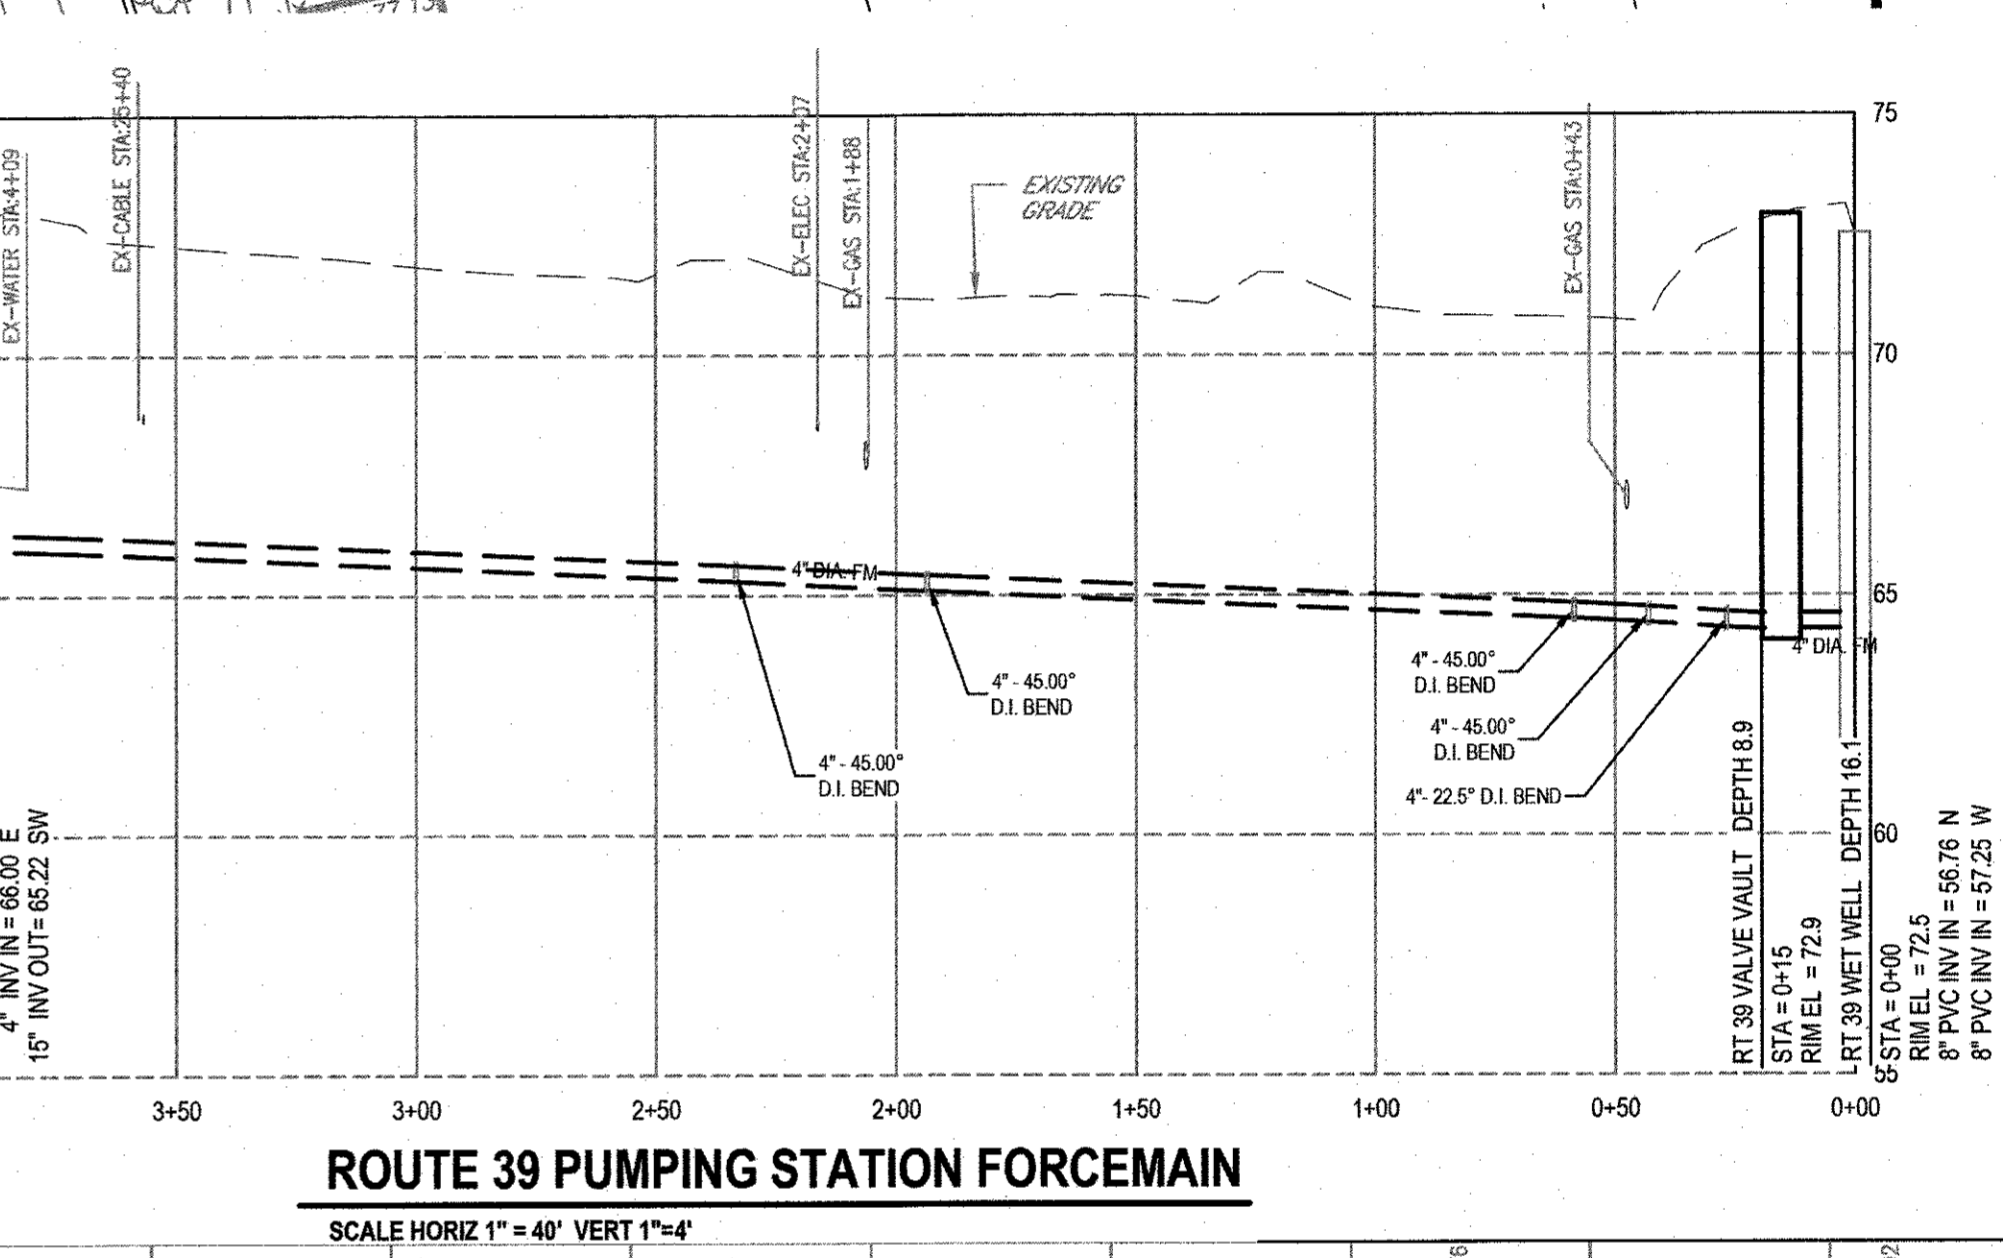 EX-WATER STA:4+09
EX-CABLE STA:25+40
EX-ELEC STA:2+07
EX-GAS STA:1+88
EXISTING
GRADE
EX-GAS STA:0+43
75
70
65
60
55
4" DIA. FM
4" DIA. FM
4" - 45.00°
D.I. BEND
4" - 45.00°
D.I. BEND
4" - 45.00°
D.I. BEND
4" - 45.00°
D.I. BEND
4"- 22.5° D.I. BEND
4" INV IN = 66.00 E
15" INV OUT= 65.22 SW
RT 39 VALVE VAULT DEPTH 8.9
STA = 0+15
RIM EL = 72.9
RT 39 WET WELL DEPTH 16.1
STA = 0+00
RIM EL = 72.5
8" PVC INV IN = 56.76 N
8" PVC INV IN = 57.25 W
3+50 3+00 2+50 2+00 1+50 1+00 0+50 0+00
ROUTE 39 PUMPING STATION FORCEMAIN
SCALE HORIZ 1" = 40' VERT 1"=4'